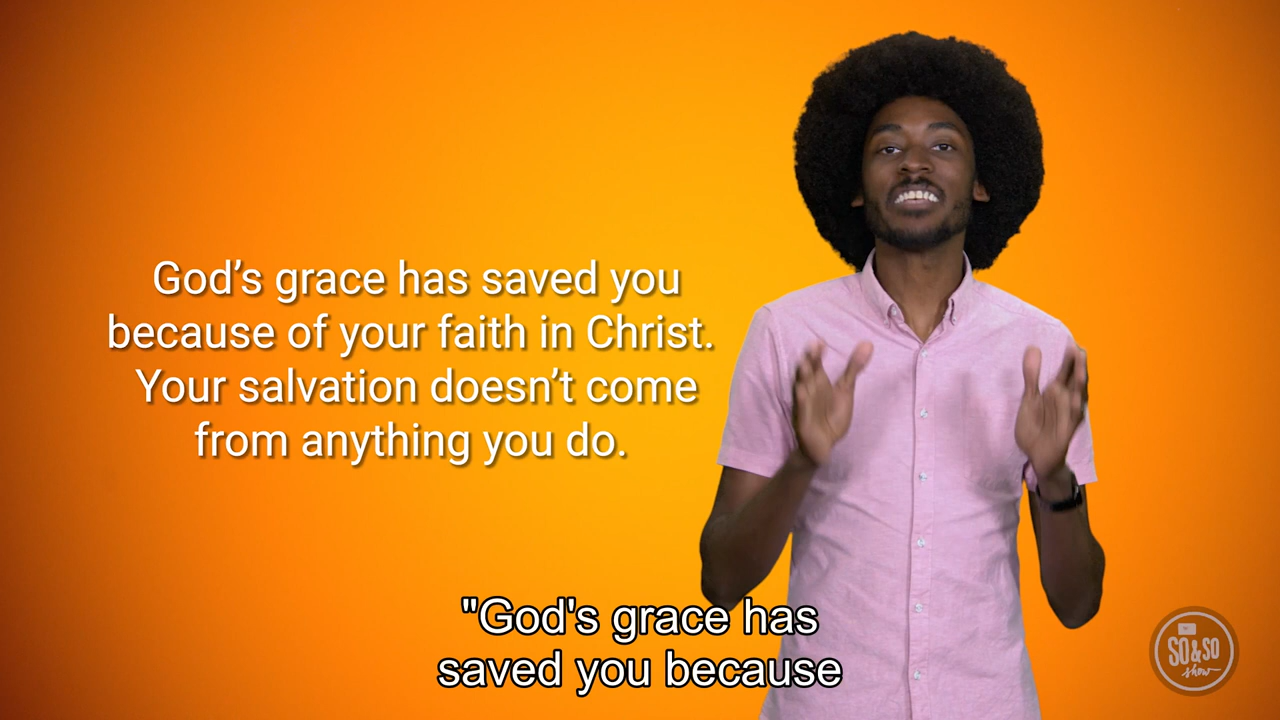 God’s grace has saved you
because of your faith in Christ.
Your salvation doesn’t come
from anything you do.
"God's grace has
saved you because
SO&SO
show